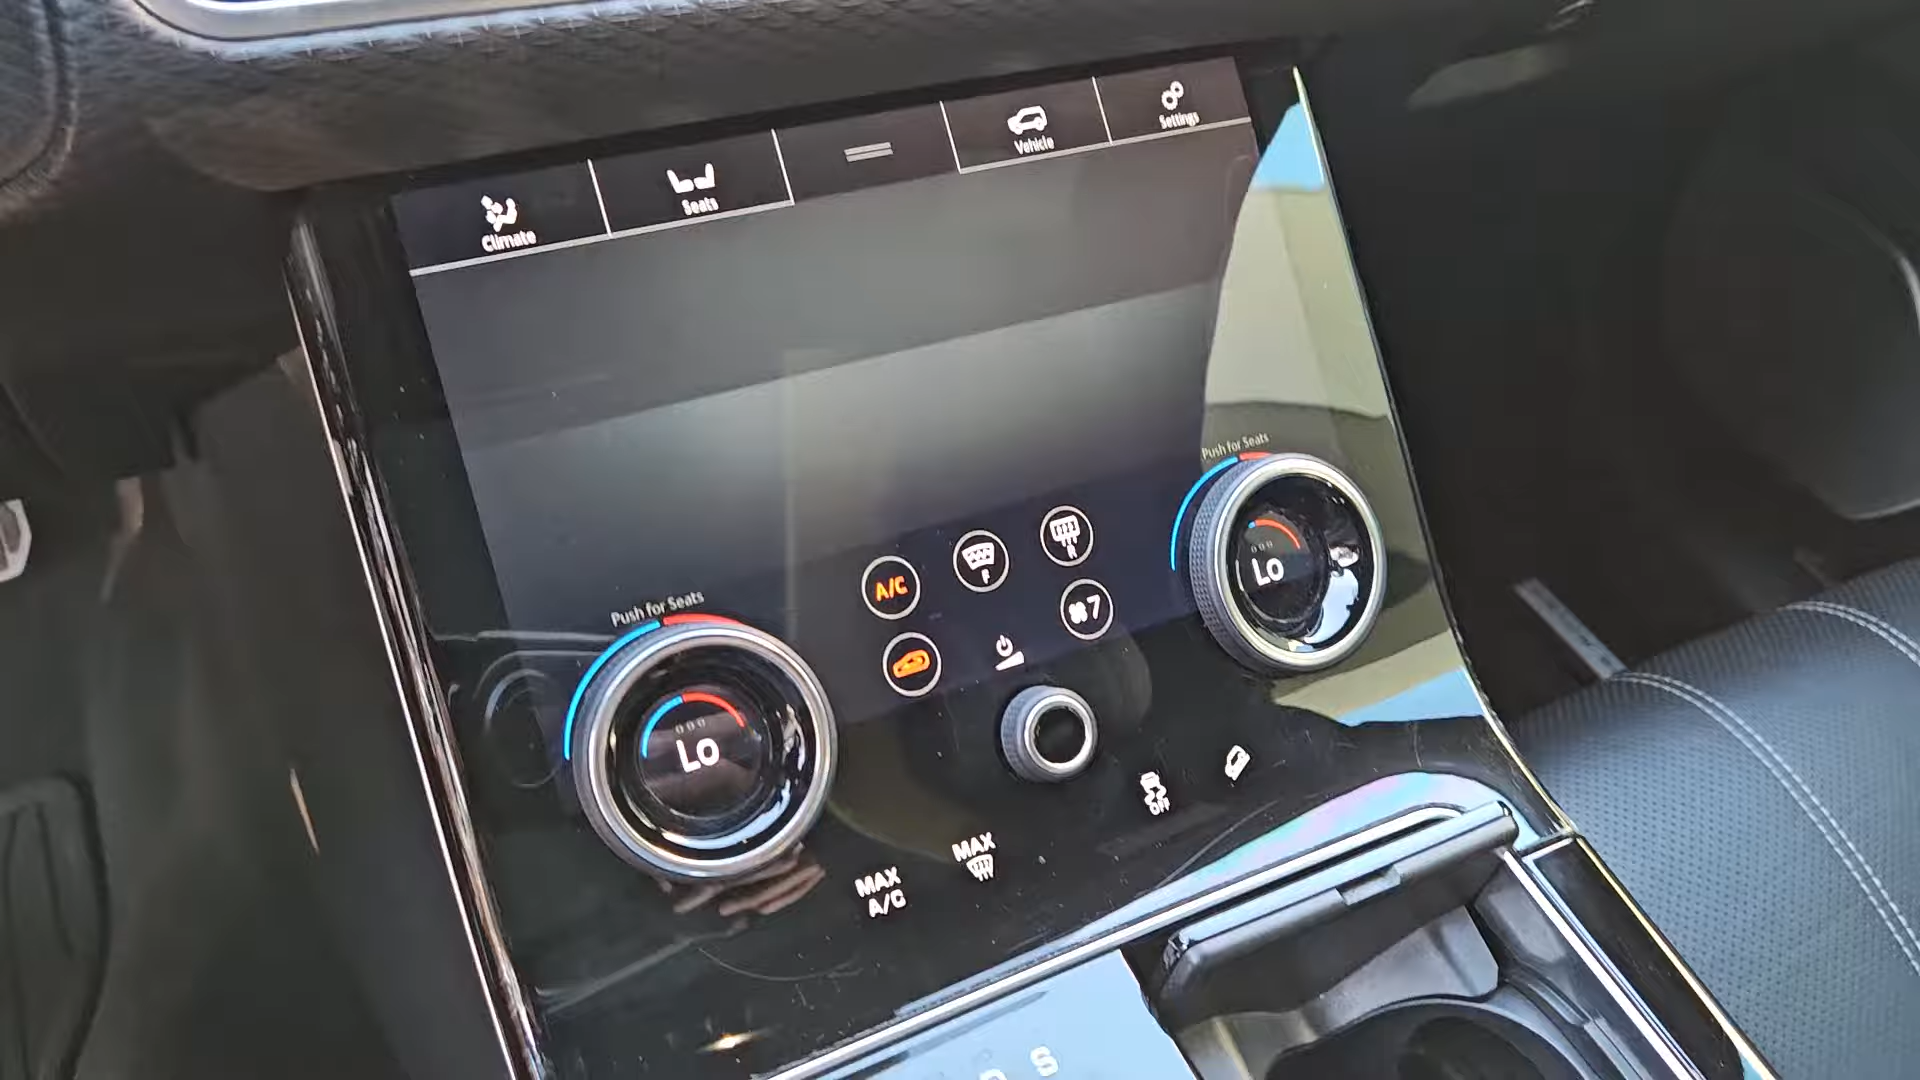 Climate
Seats
Vehicle
Settings
Push for Seats
Lo
A/C
F
R
7
Push for Seats
Lo
MAX
A/C
MAX
OFF
D S